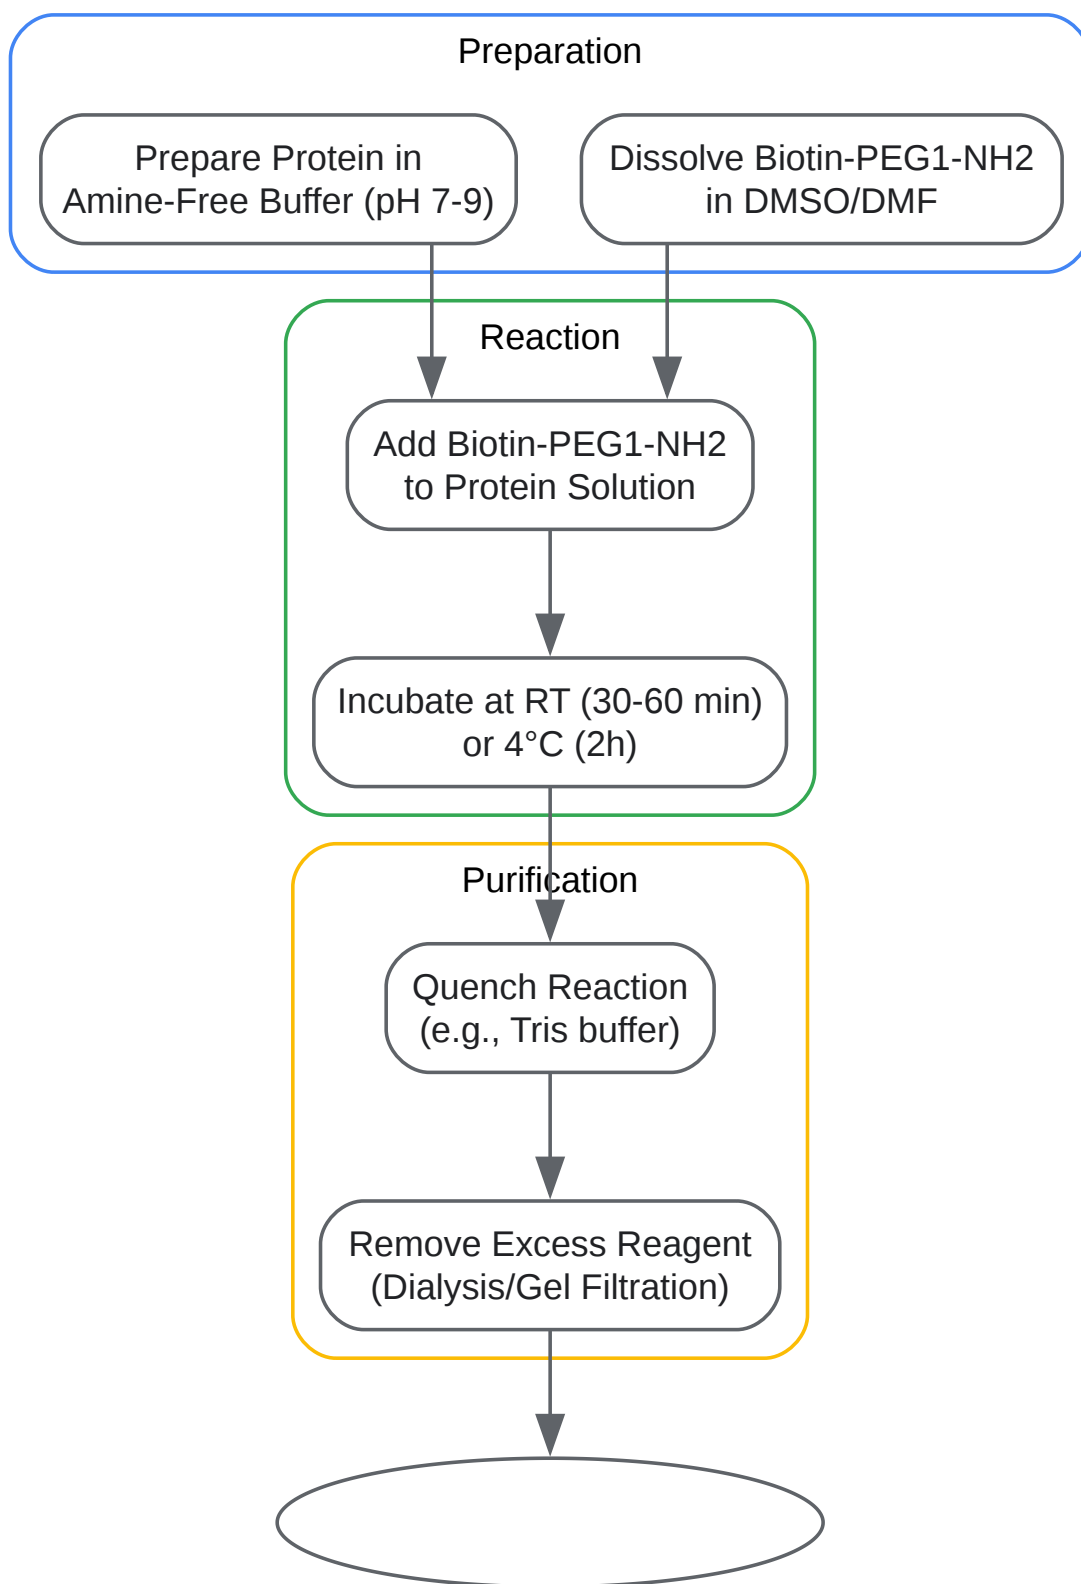 Preparation
Prepare Protein in
Amine-Free Buffer (pH 7-9)
Dissolve Biotin-PEG1-NH2
in DMSO/DMF
Reaction
Add Biotin-PEG1-NH2
to Protein Solution
Incubate at RT (30-60 min)
or 4°C (2h)
Purification
Quench Reaction
(e.g., Tris buffer)
Remove Excess Reagent
(Dialysis/Gel Filtration)